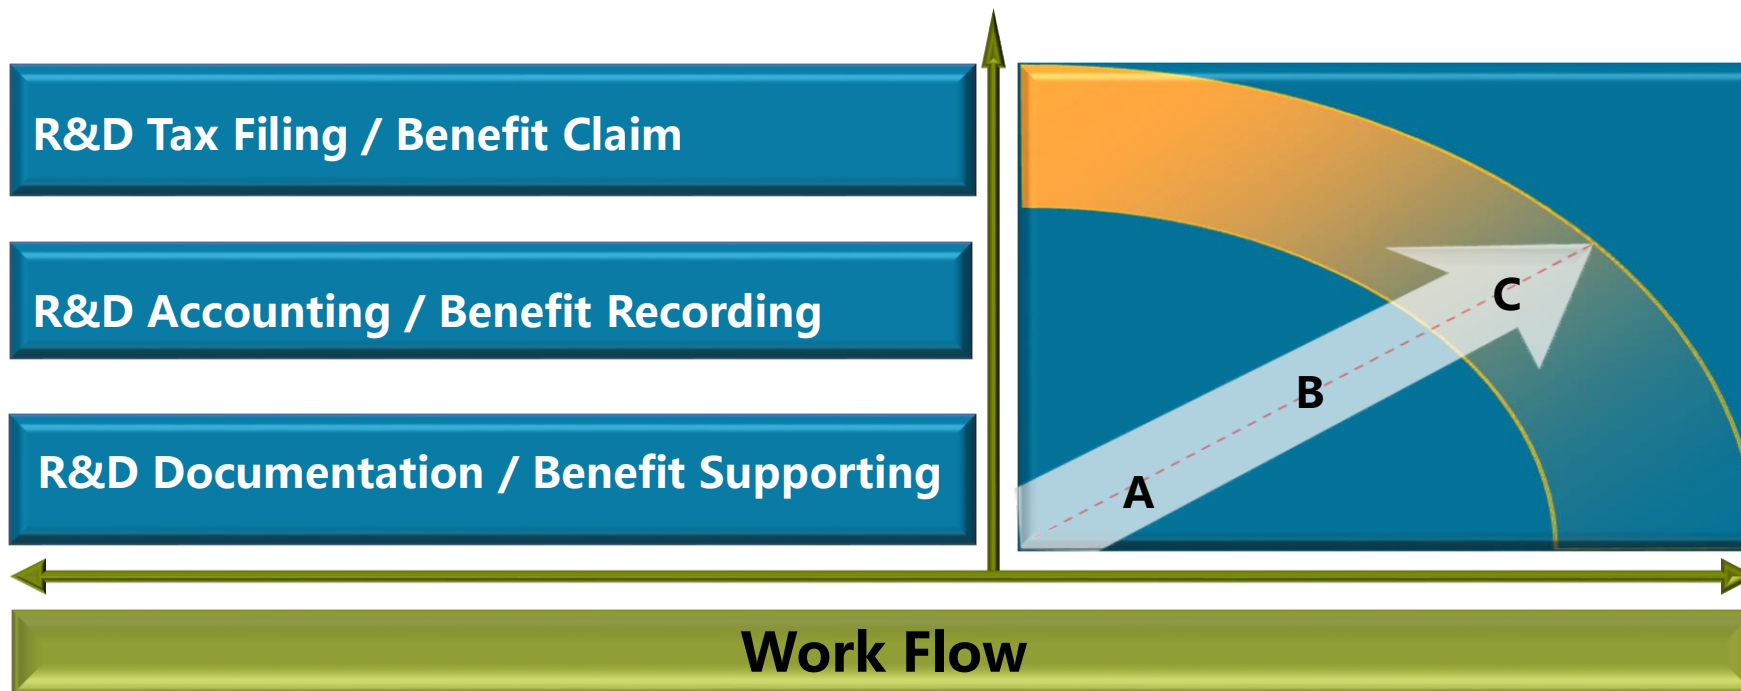 R&D Tax Filing / Benefit Claim
R&D Accounting / Benefit Recording
R&D Documentation / Benefit Supporting
C
B
A
Work Flow